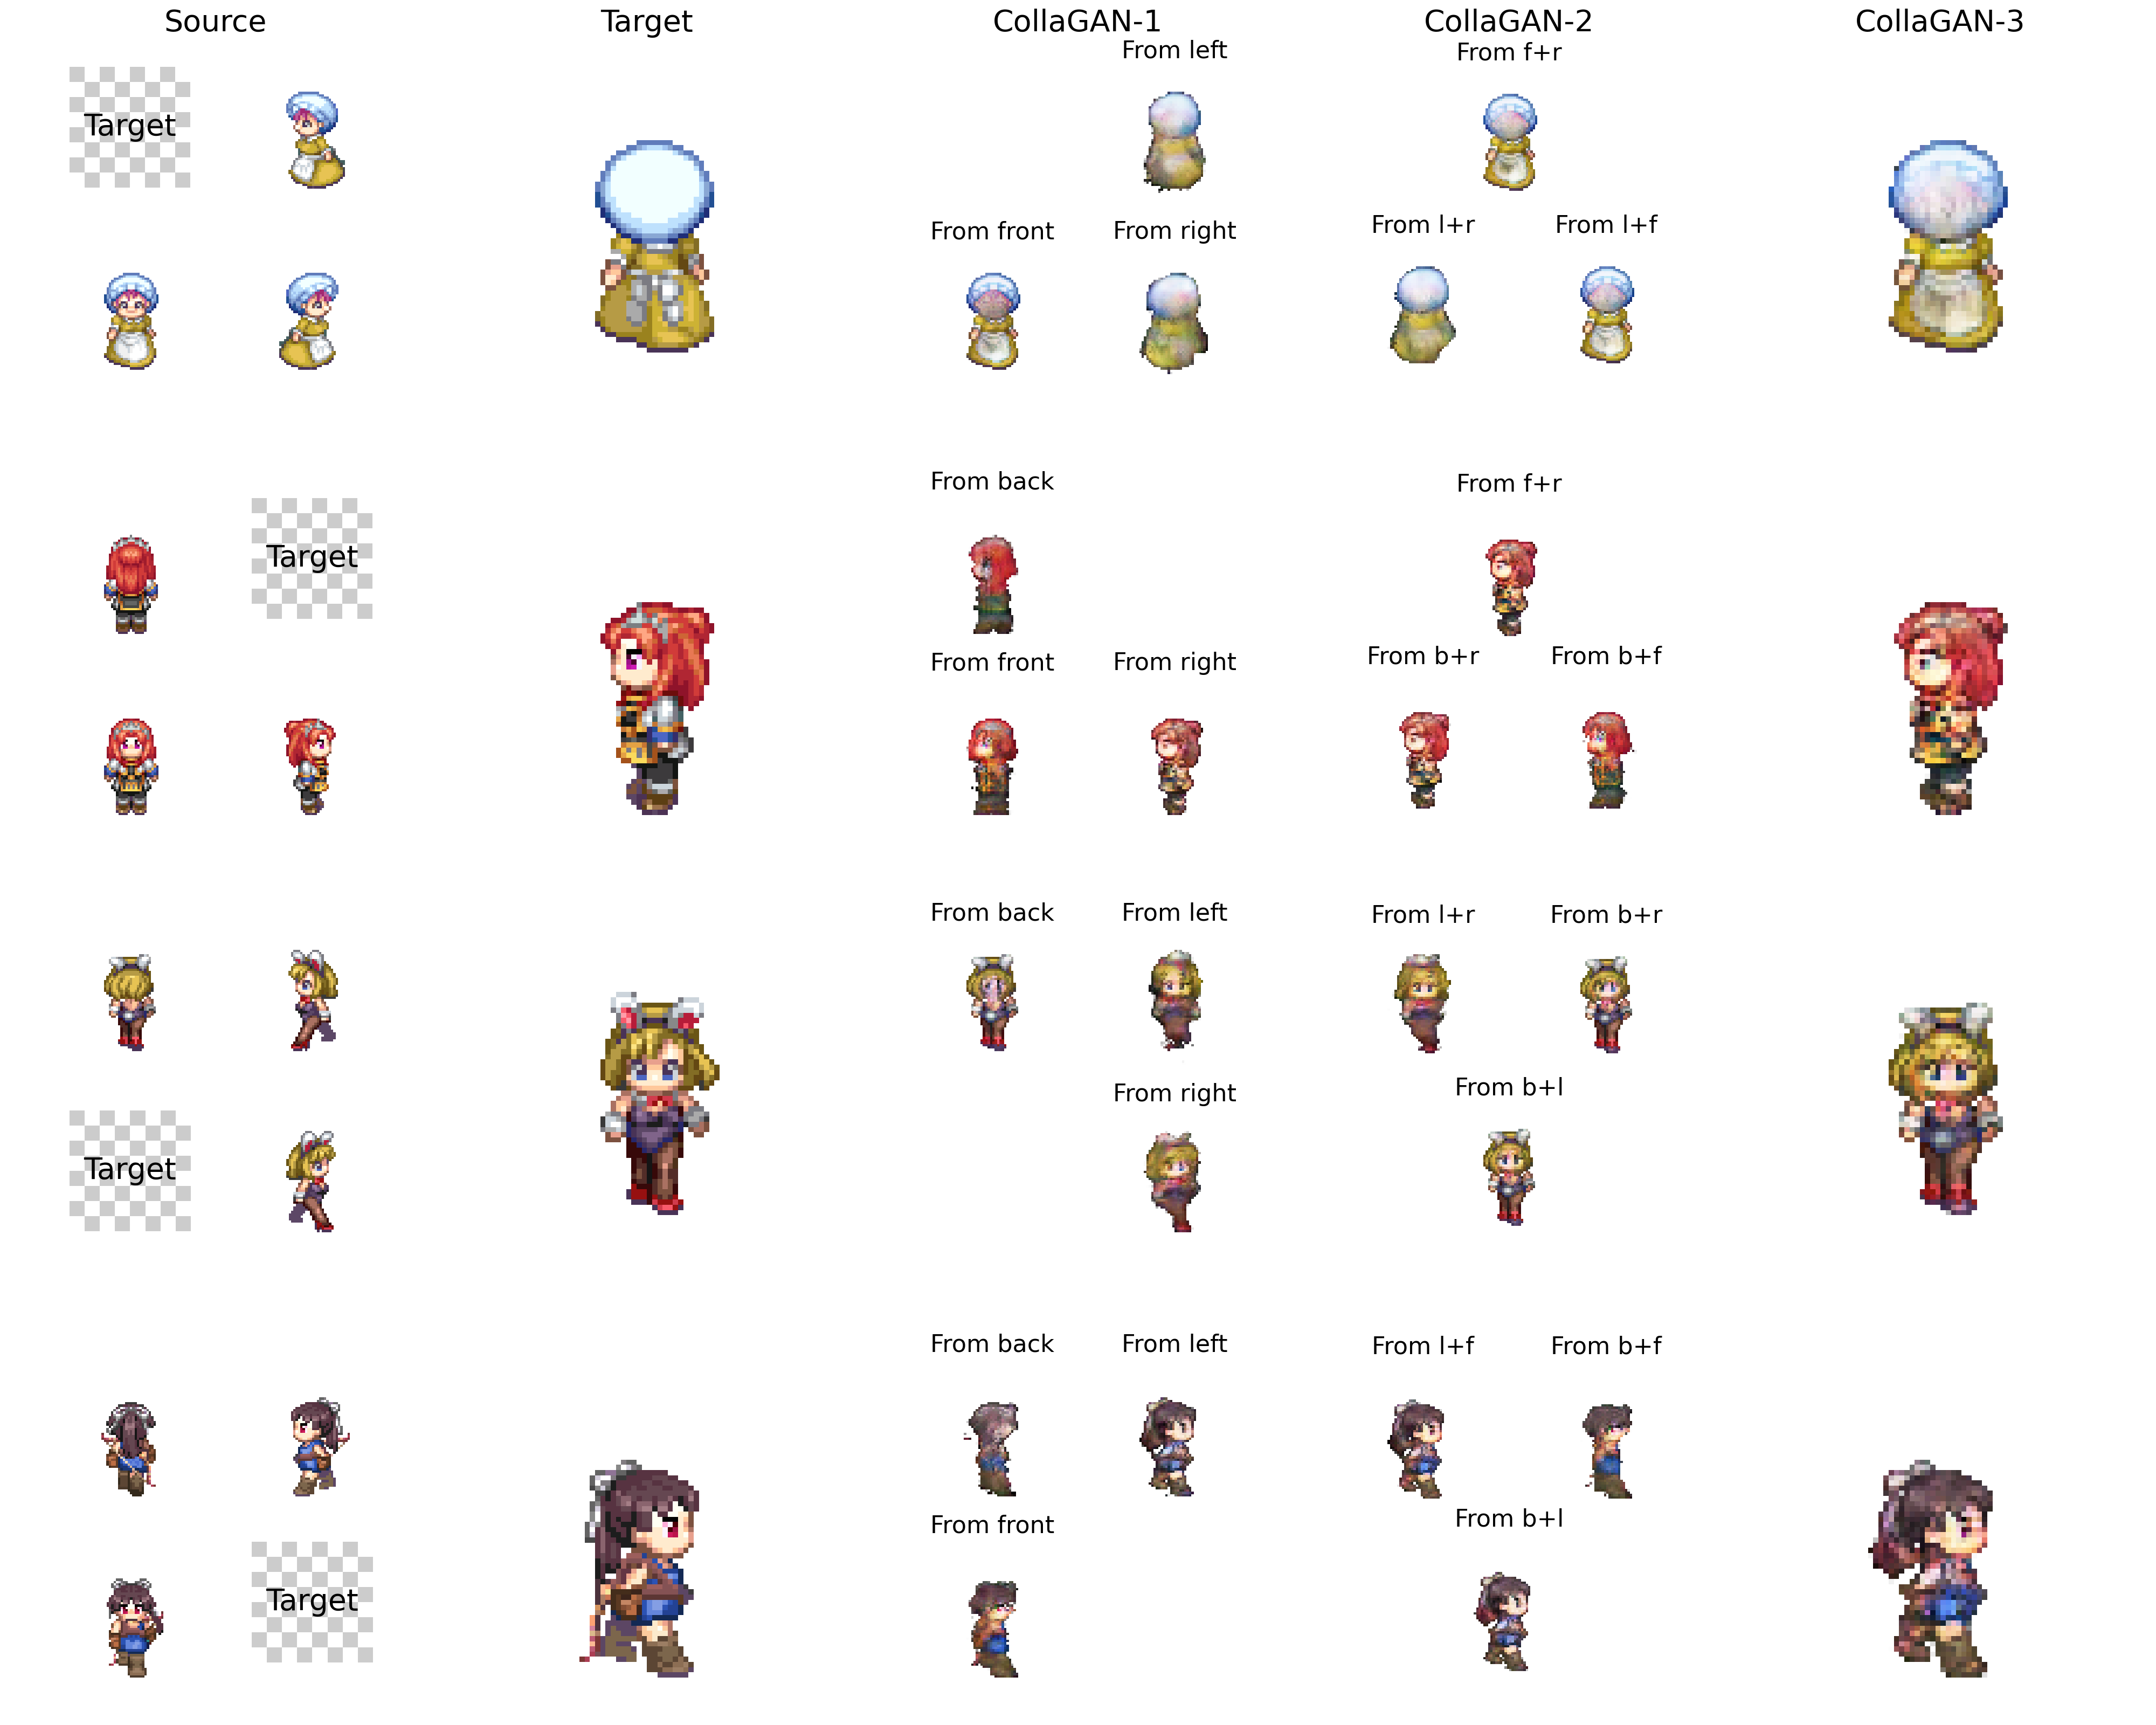 Source Target CollaGAN-1 CollaGAN-2 CollaGAN-3
From left From f+r
Target
From front From right From l+r From l+f
From back From f+r
Target
From front From right From b+r From b+f
From back From left From l+r From b+r
From right From b+l
Target
From back From left From l+f From b+f
From front From b+l
Target